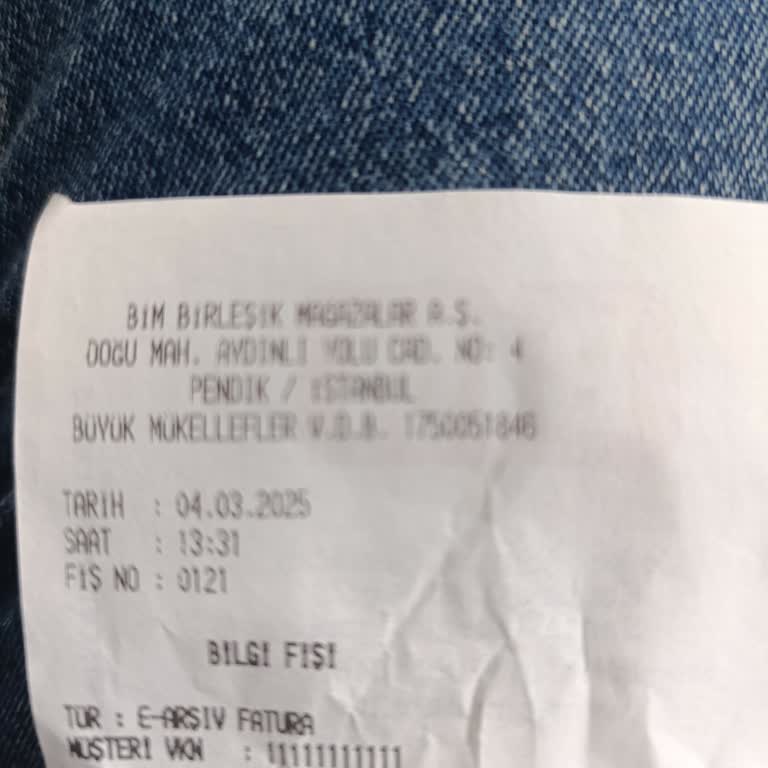 BİM BİRLEŞİK MAĞAZALAR A.Ş.
DOĞU MAH. AYDINLI YOLU CAD. NO: 4
PENDİK / İSTANBUL
BÜYÜK MÜKELLEFLER V.D.B. 1750051846
TARİH : 04.03.2025
SAAT : 13:31
FİŞ NO : 0121
BİLGİ FİŞİ
TÜR : E-ARŞİV FATURA
MÜŞTERİ VKN : 11111111111